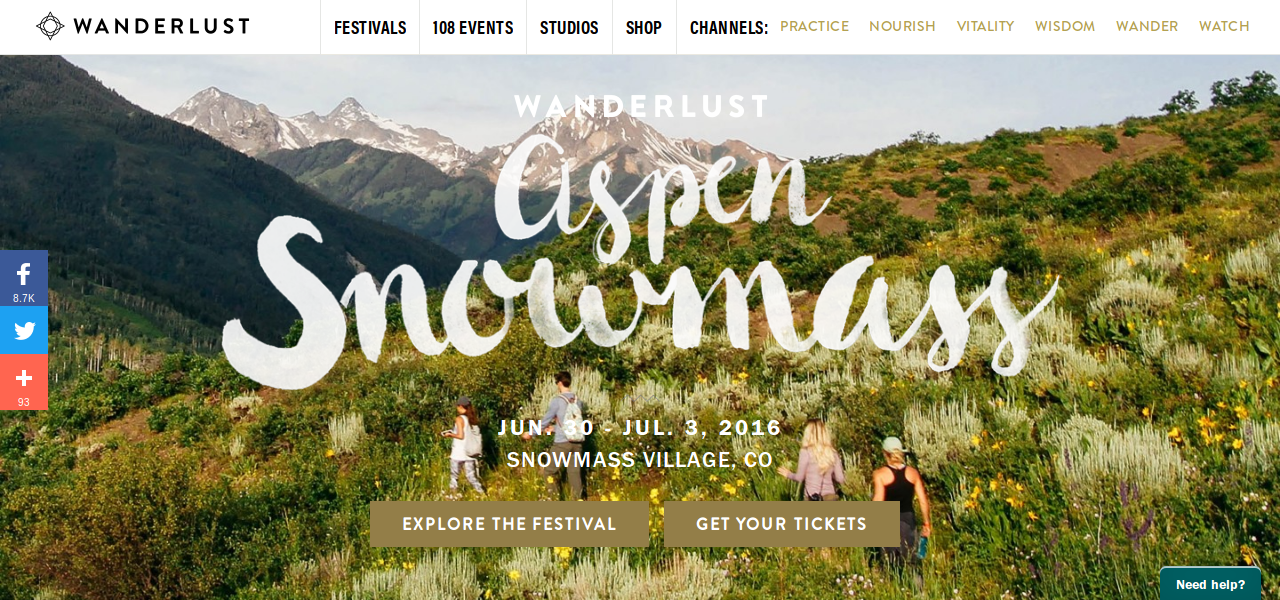 WANDERLUST
FESTIVALS
108 EVENTS
STUDIOS
SHOP
CHANNELS:
PRACTICE
NOURISH
VITALITY
WISDOM
WANDER
WATCH
WANDERLUST
aspen
Snowmass
8.7K
93
JUN. 30 - JUL. 3, 2016
SNOWMASS VILLAGE, CO
EXPLORE THE FESTIVAL
GET YOUR TICKETS
Need help?